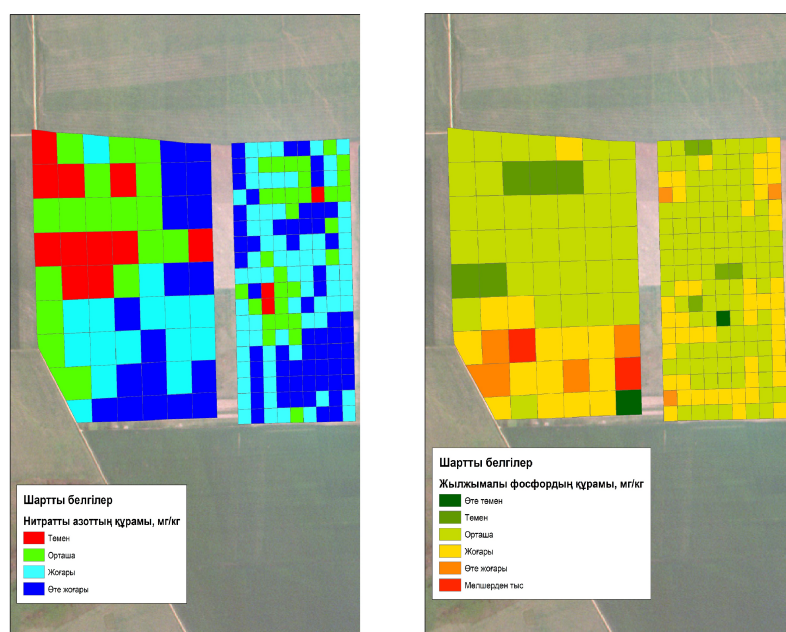 Шартты белгілер
Нитратты азоттың құрамы, мг/кг
Төмен
Орташа
Жоғары
Өте жоғары
Шартты белгілер
Жылжымалы фосфордың құрамы, мг/кг
Өте төмен
Төмен
Орташа
Жоғары
Өте жоғары
Мөлшерден тыс